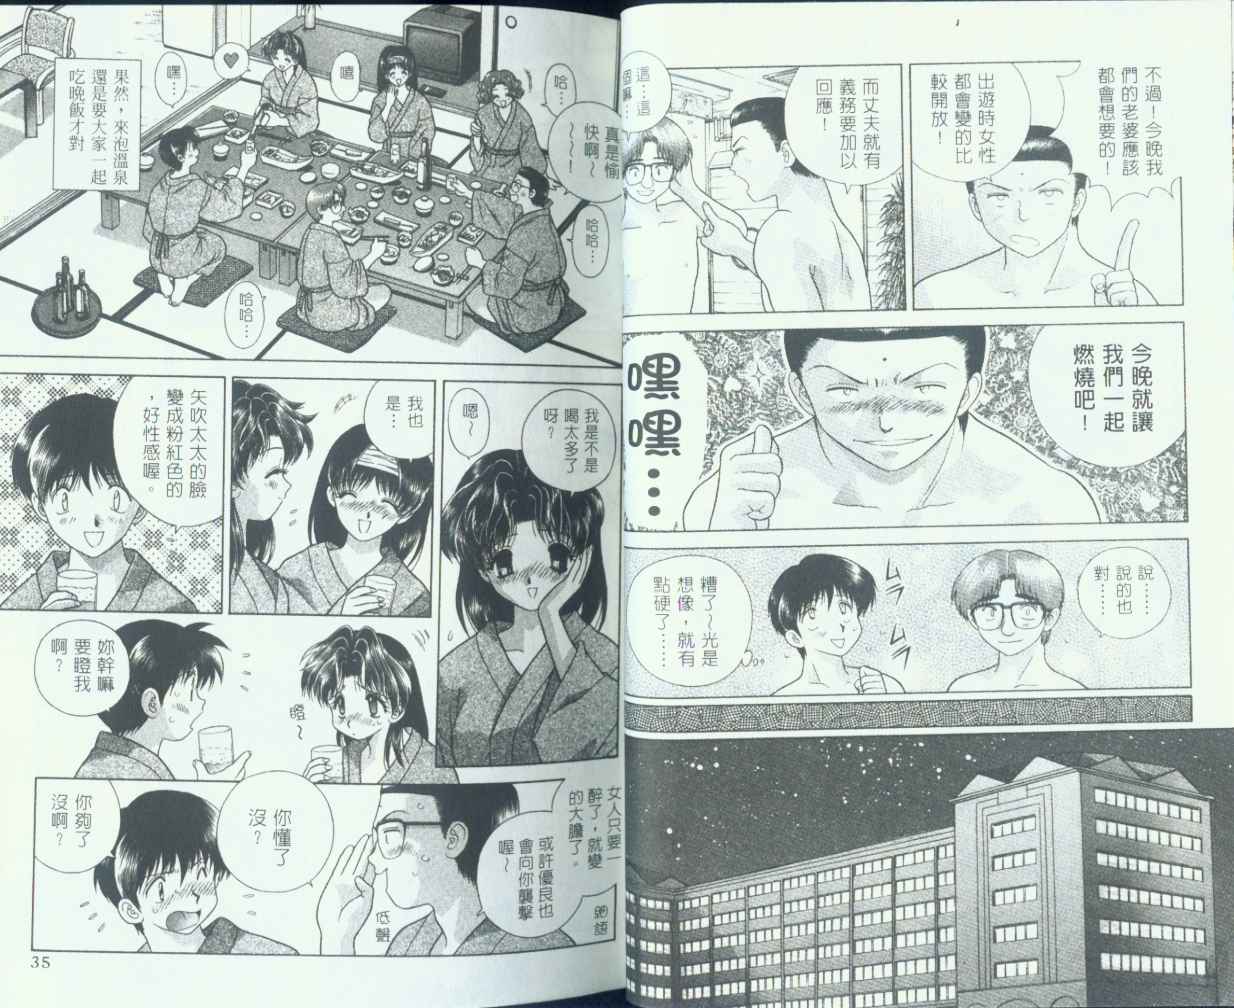 不過！今晚我
們的老婆應該
都會想要的！
出遊時女性
都會變的比
較開放！
而丈夫就有
義務要加以
回應！
這…這
個嘛…
今晚就讓
我們一起
燃燒吧！
嘿
嘿
…
說……
說的也
對……
糟了～光是
想像，就有
點硬了……
哈…
真是愉
快啊～
～～！
哈哈…
嘻
♥
嘿…
哈哈…
果然，來泡溫泉
還是要大家一起
吃晚飯才對
我是不是
喝太多了
呀？
嗯～
我也
是…
矢吹太太的臉
變成粉紅色的
，好性感喔。
瞪～
妳幹嘛
要瞪我
啊？
女人只要一
醉了，就變
的大膽了。
或許優良也
會向你襲擊
喔～
細語
低聲
你懂了
沒？
你夠了
沒啊？
35